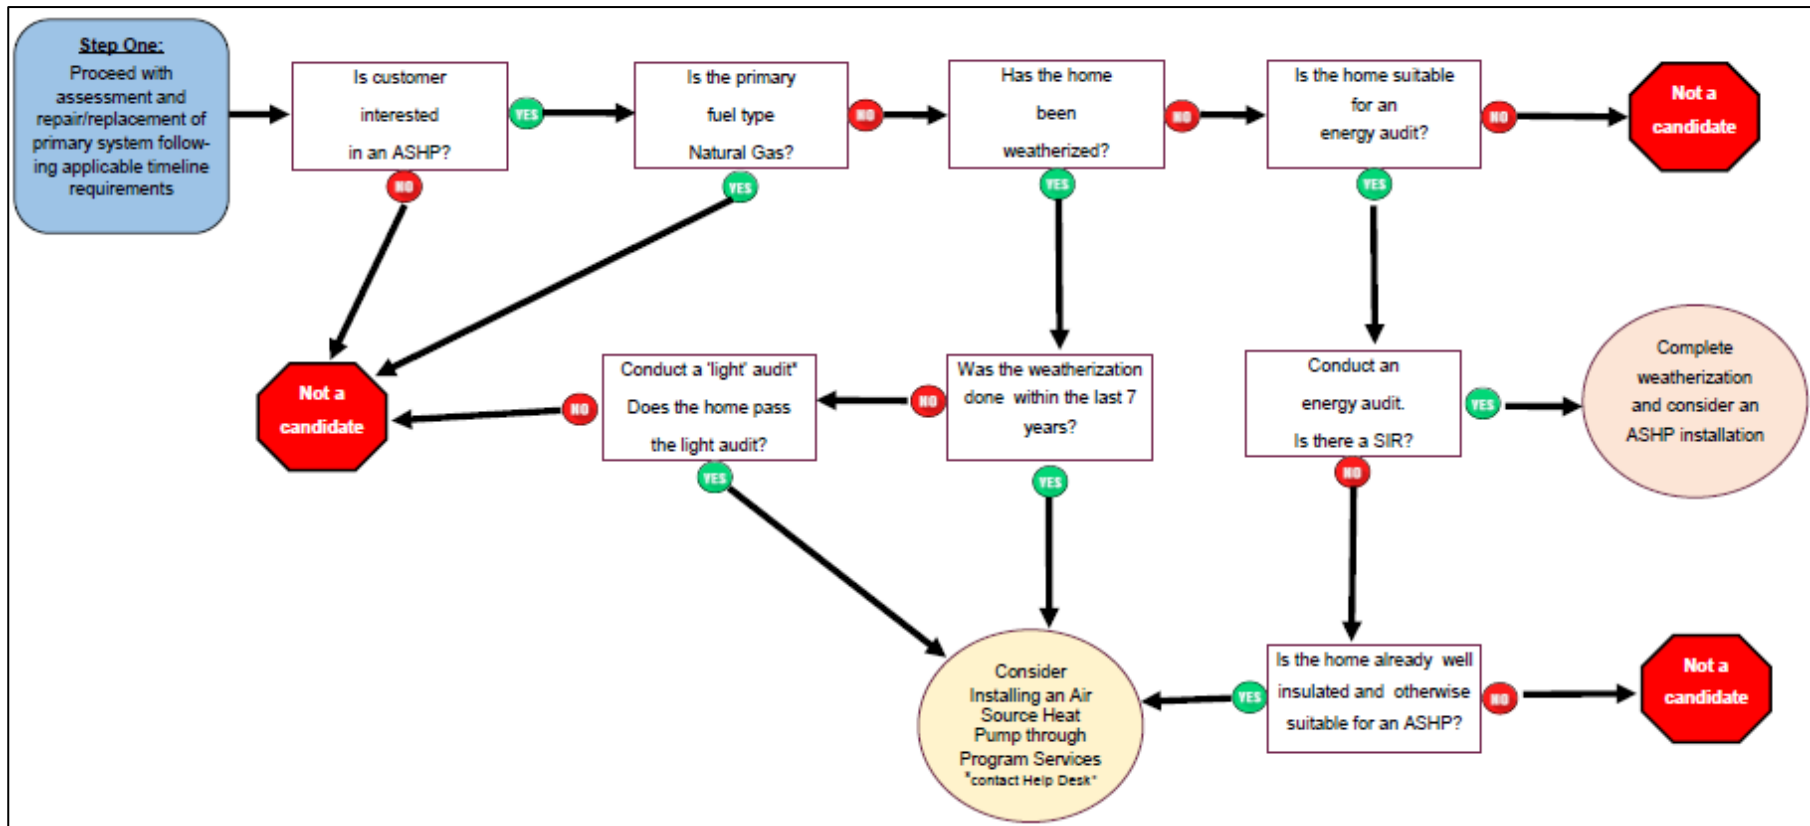 Step One:
Proceed with
assessment and
repair/replacement of
primary system follow-
ing applicable timeline
requirements
Is customer
interested
in an ASHP?
YES
NO
Is the primary
fuel type
Natural Gas?
NO
YES
Has the home
been
weatherized?
NO
YES
Is the home suitable
for an
energy audit?
NO
YES
Not a
candidate
Not a
candidate
Conduct a 'light' audit*
Does the home pass
the light audit?
NO
YES
Was the weatherization
done within the last 7
years?
NO
YES
Conduct an
energy audit.
Is there a SIR?
YES
NO
Complete
weatherization
and consider an
ASHP installation
Consider
Installing an Air
Source Heat
Pump through
Program Services
*contact Help Desk*
Is the home already well
insulated and otherwise
suitable for an ASHP?
YES
NO
Not a
candidate